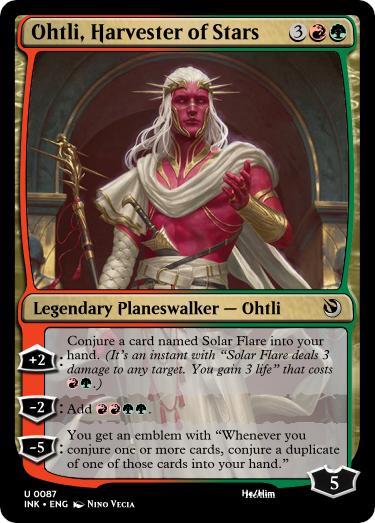 Ohtli, Harvester of Stars 3
Legendary Planeswalker — Ohtli
+2: Conjure a card named Solar Flare into your
hand. (It's an instant with “Solar Flare deals 3
damage to any target. You gain 3 life” that costs
.)
-2: Add .
-5: You get an emblem with “Whenever you
conjure one or more cards, conjure a duplicate
of one of those cards into your hand.”
5
U 0087
INK • EN Nino Vecia